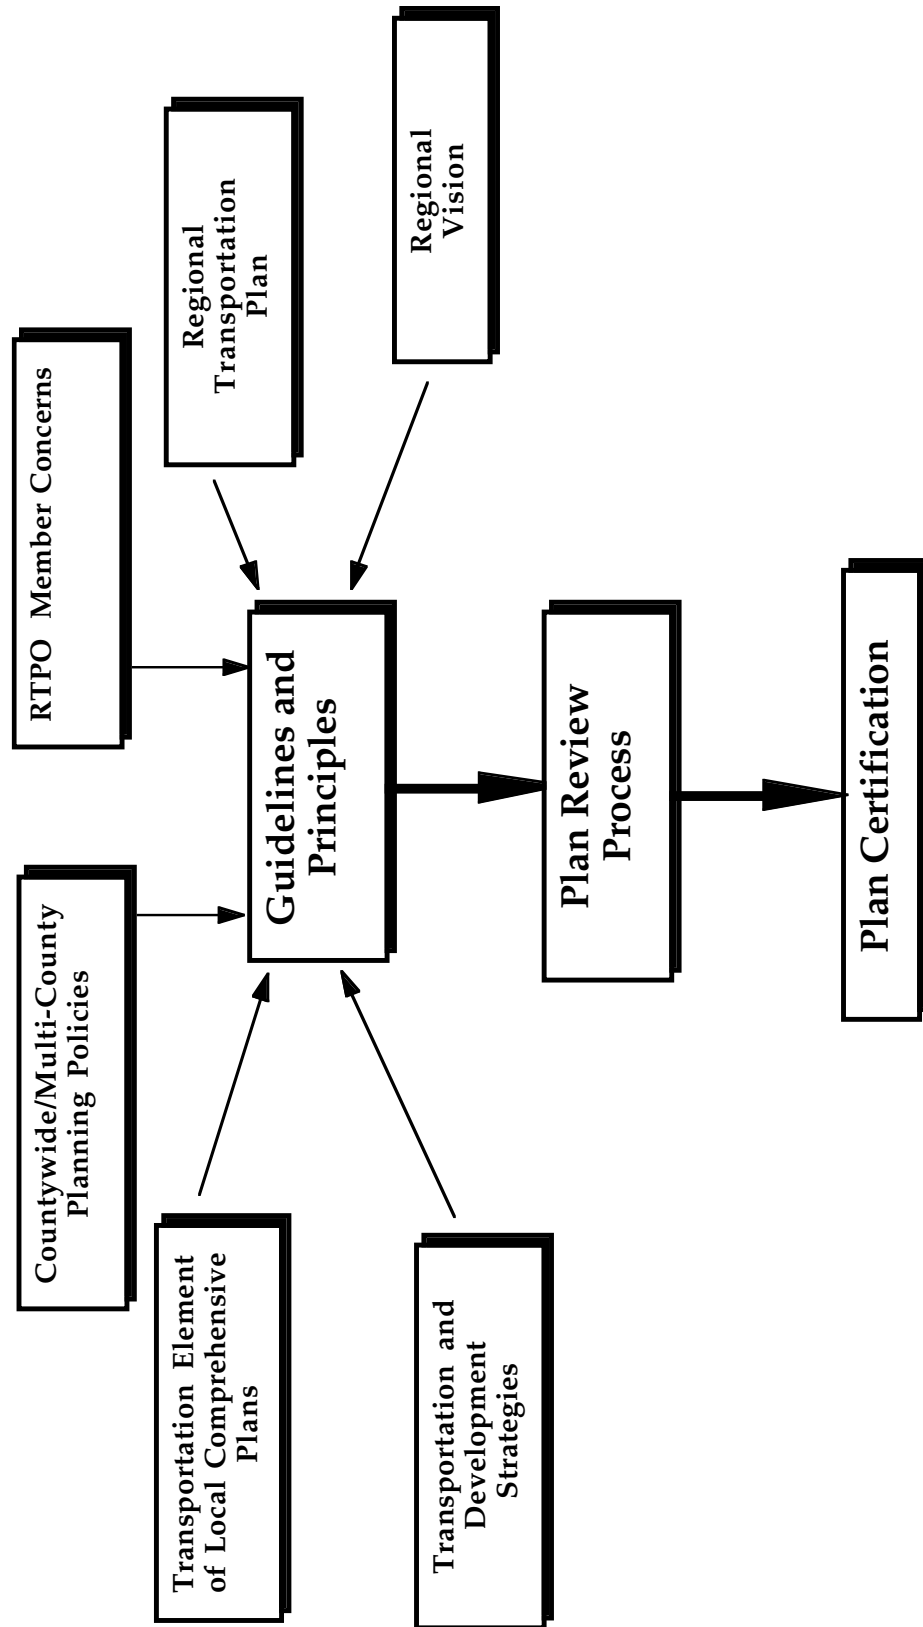 Countywide/Multi-County
Planning Policies
RTPO Member Concerns
Transportation Element
of Local Comprehensive
Plans
Regional
Transportation
Plan
Guidelines and
Principles
Transportation and
Development
Strategies
Regional
Vision
Plan Review
Process
Plan Certification